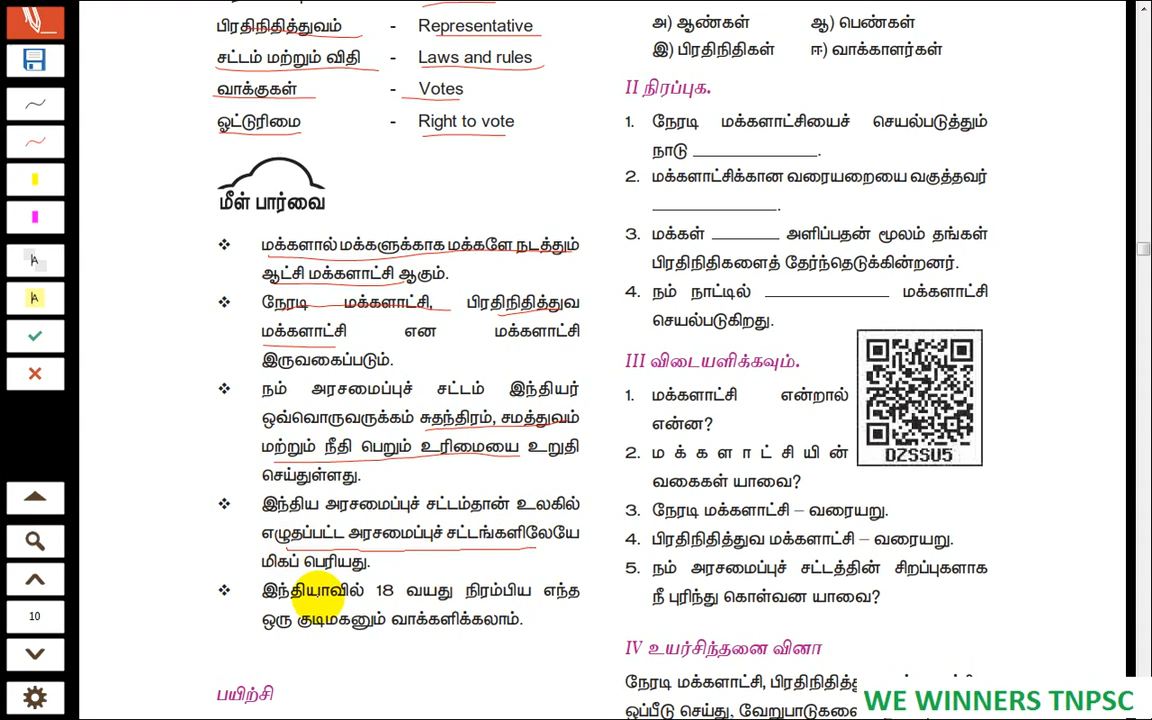 பிரதிநிதித்துவம் - Representative
சட்டம் மற்றும் விதி - Laws and rules
வாக்குகள் - Votes
ஓட்டுரிமை - Right to vote
மீள் பார்வை
❖ மக்களால் மக்களுக்காக மக்களே நடத்தும்
ஆட்சி மக்களாட்சி ஆகும்.
❖ நேரடி மக்களாட்சி, பிரதிநிதித்துவ
மக்களாட்சி என மக்களாட்சி
இருவகைப்படும்.
❖ நம் அரசமைப்புச் சட்டம் இந்தியர்
ஒவ்வொருவருக்கும் சுதந்திரம், சமத்துவம்
மற்றும் நீதி பெறும் உரிமையை உறுதி
செய்துள்ளது.
❖ இந்திய அரசமைப்புச் சட்டம்தான் உலகில்
எழுதப்பட்ட அரசமைப்புச் சட்டங்களிலேயே
மிகப் பெரியது.
❖ இந்தியாவில் 18 வயது நிரம்பிய எந்த
ஒரு குடிமகனும் வாக்களிக்கலாம்.
பயிற்சி
அ) ஆண்கள் ஆ) பெண்கள்
இ) பிரதிநிதிகள் ஈ) வாக்காளர்கள்
II நிரப்புக.
1. நேரடி மக்களாட்சியைச் செயல்படுத்தும்
நாடு ____________.
2. மக்களாட்சிக்கான வரையறையை வகுத்தவர்
____________.
3. மக்கள் _______ அளிப்பதன் மூலம் தங்கள்
பிரதிநிதிகளைத் தேர்ந்தெடுக்கின்றனர்.
4. நம் நாட்டில் ____________ மக்களாட்சி
செயல்படுகிறது.
III விடையளிக்கவும்.
1. மக்களாட்சி என்றால்
என்ன?
2. மக்களாட்சியின்
வகைகள் யாவை?
3. நேரடி மக்களாட்சி – வரையறு.
4. பிரதிநிதித்துவ மக்களாட்சி – வரையறு.
5. நம் அரசமைப்புச் சட்டத்தின் சிறப்புகளாக
நீ புரிந்து கொள்வன யாவை?
DZSSU5
IV உயர்சிந்தனை வினா
நேரடி மக்களாட்சி,
ஒப்பீடு செய்து,
WE WINNERS TNPSC
10